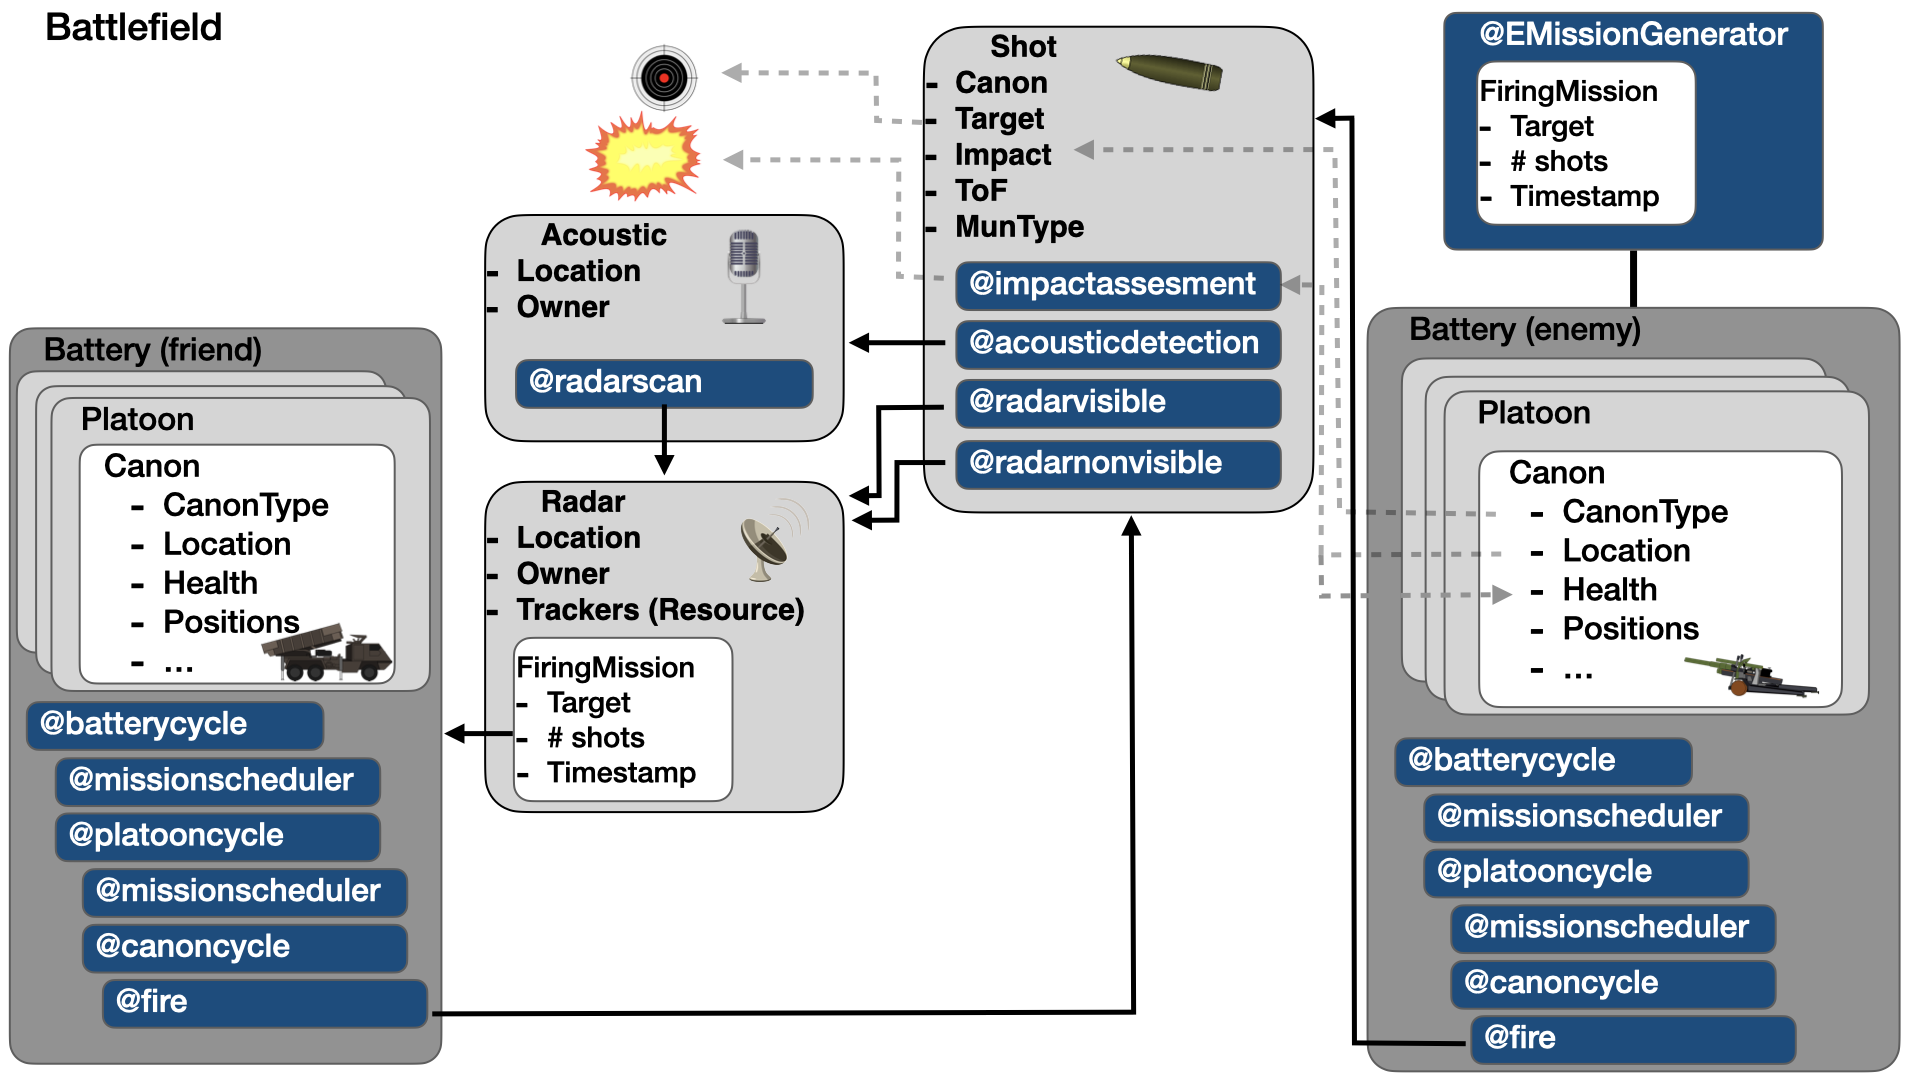 Battlefield
Shot
- Canon
- Target
- Impact
- ToF
- MunType
@impactassesment
@acousticdetection
@radarvisible
@radarnonvisible
@EMissionGenerator
FiringMission
- Target
- # shots
- Timestamp
Acoustic
- Location
- Owner
@radarscan
Radar
- Location
- Owner
- Trackers (Resource)
FiringMission
- Target
- # shots
- Timestamp
Battery (friend)
Platoon
Canon
- CanonType
- Location
- Health
- Positions
- ...
@batterycycle
@missionscheduler
@platooncycle
@missionscheduler
@canoncycle
@fire
Battery (enemy)
Platoon
Canon
- CanonType
- Location
- Health
- Positions
- ...
@batterycycle
@missionscheduler
@platooncycle
@missionscheduler
@canoncycle
@fire